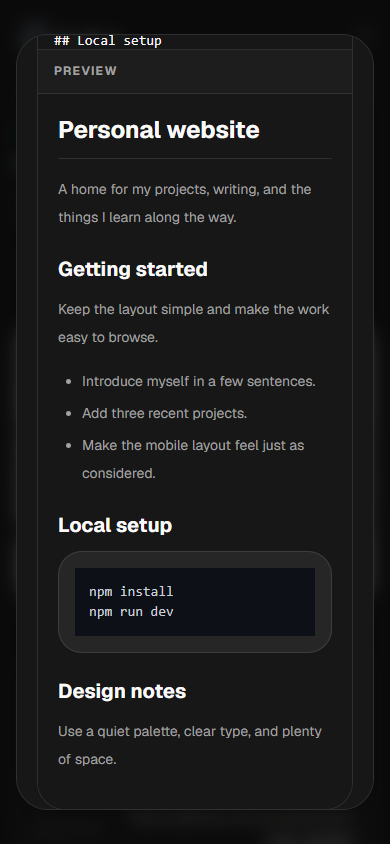 ## Local setup
PREVIEW
Personal website
A home for my projects, writing, and the
things I learn along the way.
Getting started
Keep the layout simple and make the work
easy to browse.
Introduce myself in a few sentences.
Add three recent projects.
Make the mobile layout feel just as
considered.
Local setup
npm install
npm run dev
Design notes
Use a quiet palette, clear type, and plenty
of space.